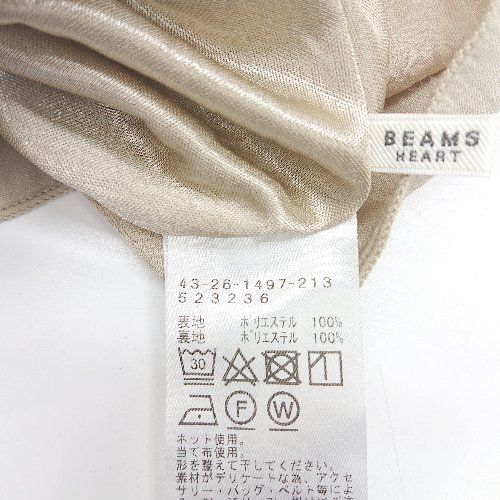 BEAMS
HEART
43-26-1497-213
523236
表地 ポリエステル 100%
裏地 ポリエステル 100%
30
F W
ネット使用。
当て布使用。
形を整えて干してください。
素材がデリケートな為、アクセ
サリー・バッグ・ベルト等によ